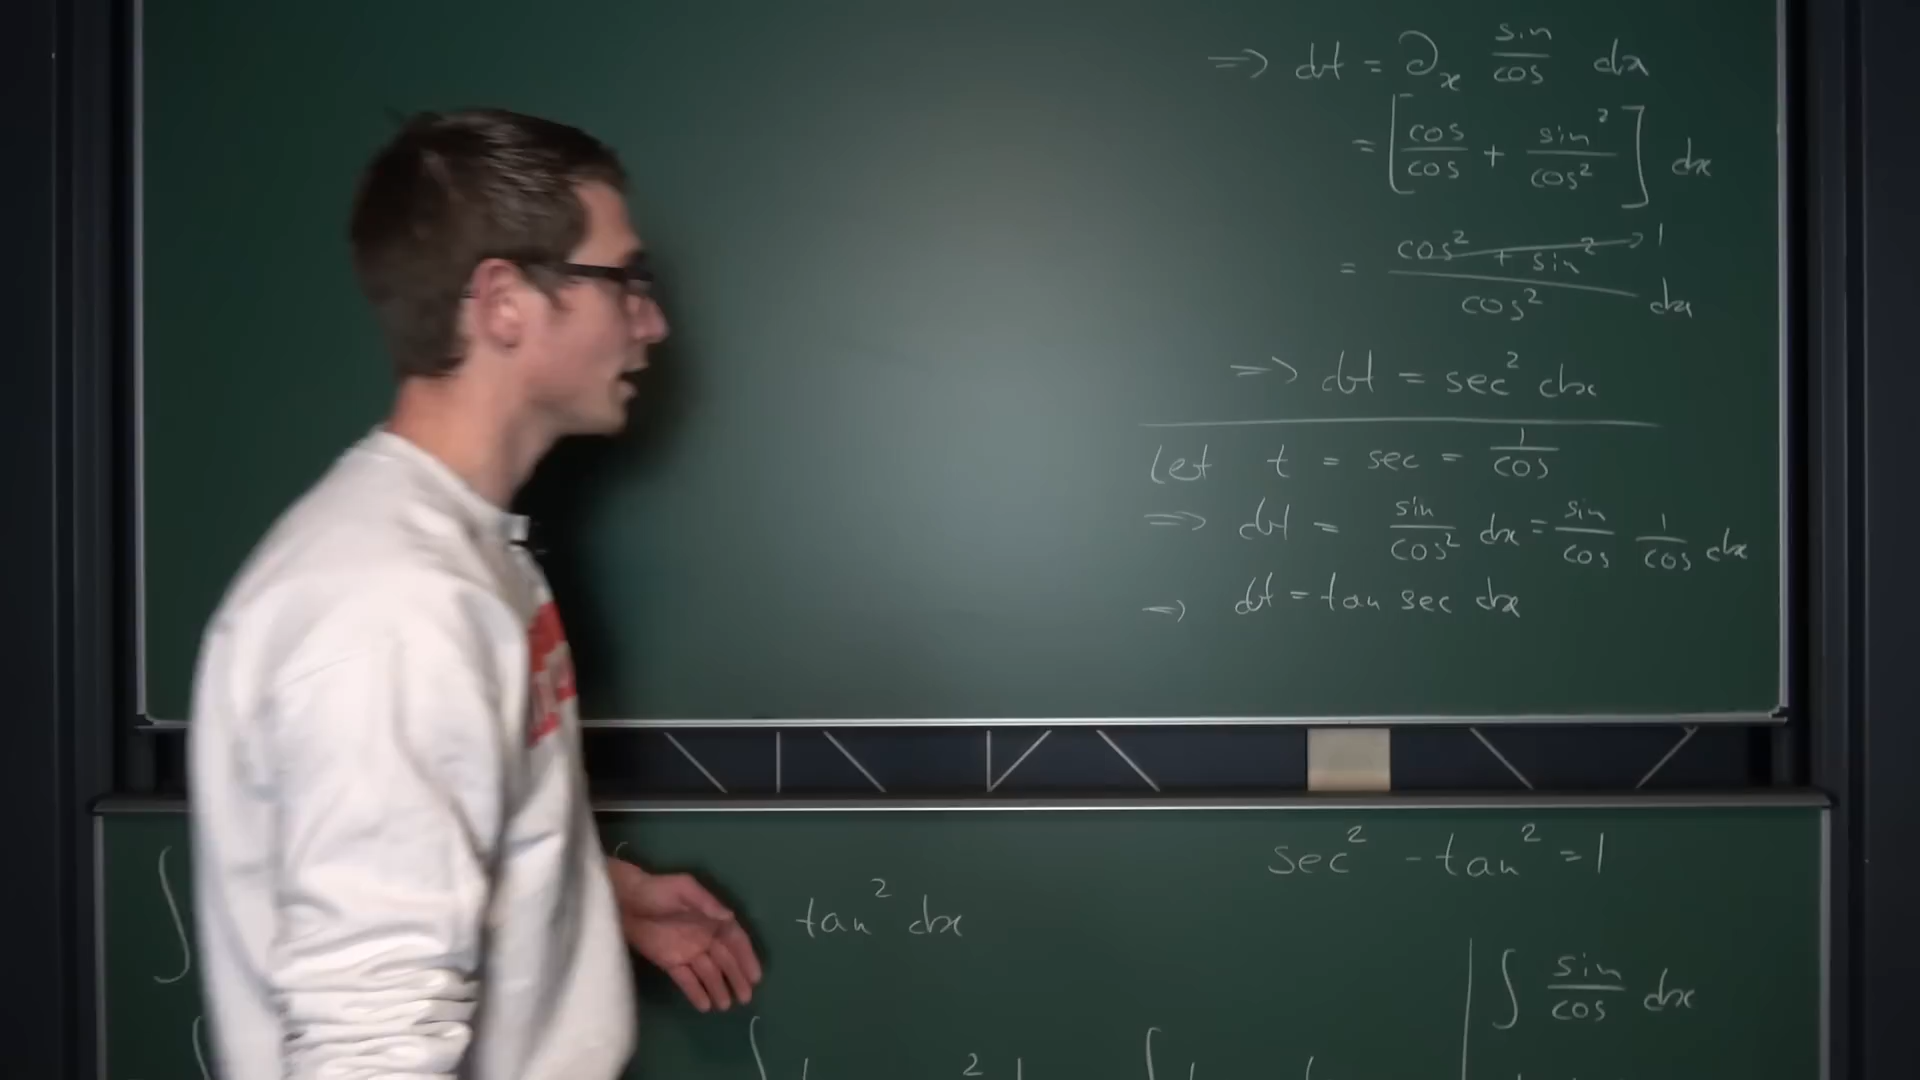 ⇒ dt = ∂ₓ sin/cos dx
= [cos/cos + sin²/cos²] dx
= (cos² + sin²)/cos² → 1 dx
⇒ dt = sec² dx
let t = sec = 1/cos
⇒ dt = sin/cos² dx = sin/cos 1/cos dx
⇒ dt = tan sec dx
sec² - tan² = 1
∫ tan² dx
∫ sin/cos dx
∫ 2 ∫